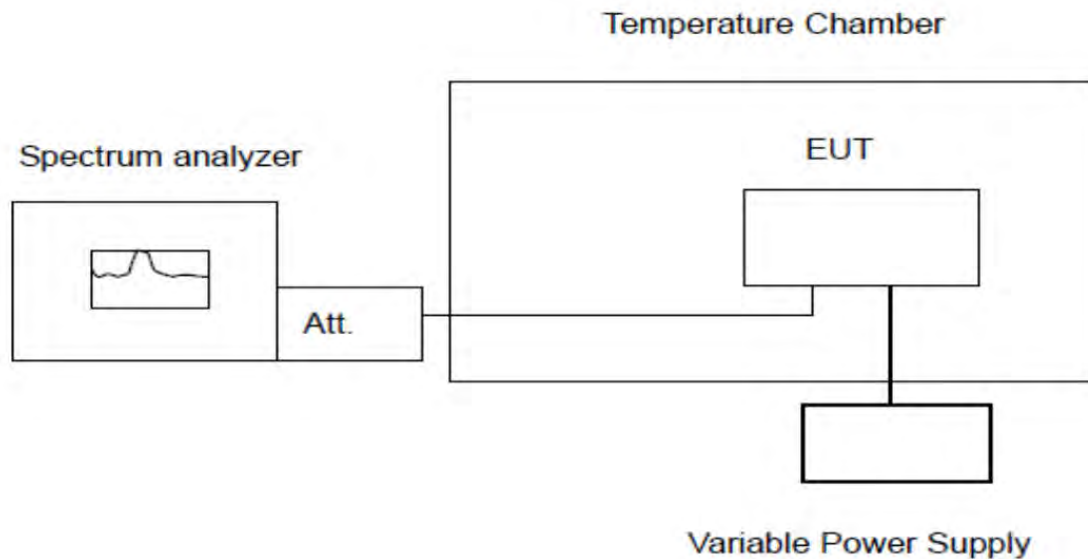 Temperature Chamber
Spectrum analyzer
EUT
Att.
Variable Power Supply